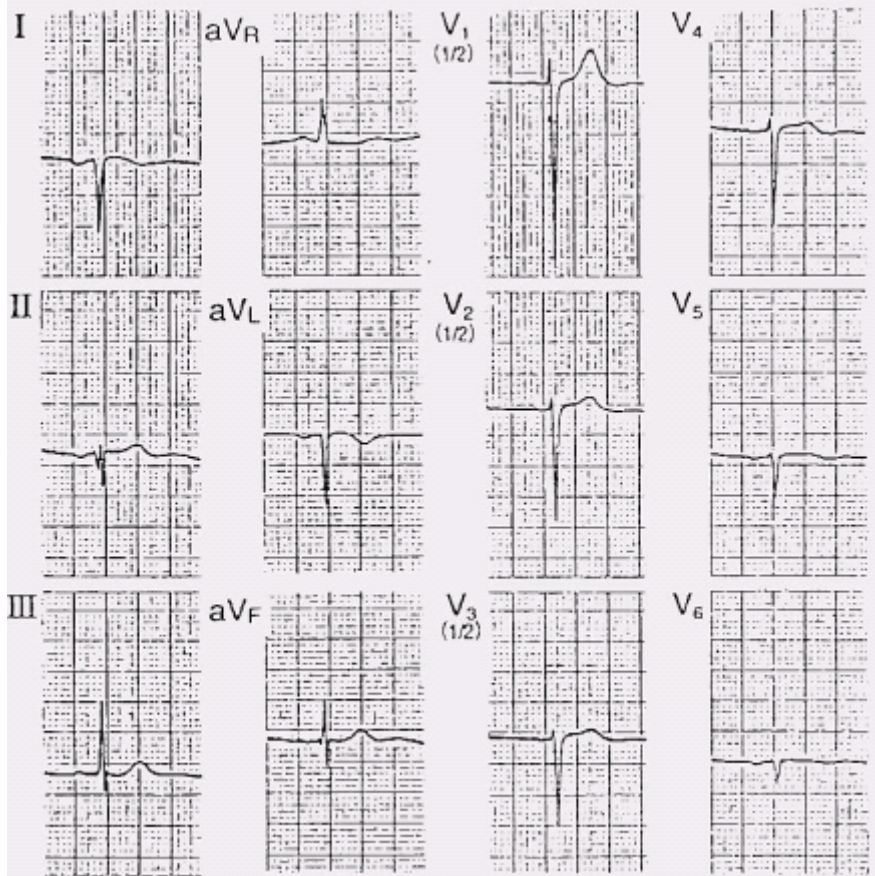 I
aVR
V1
(1/2)
V4
II
aVL
V2
(1/2)
V5
III
aVF
V3
(1/2)
V6